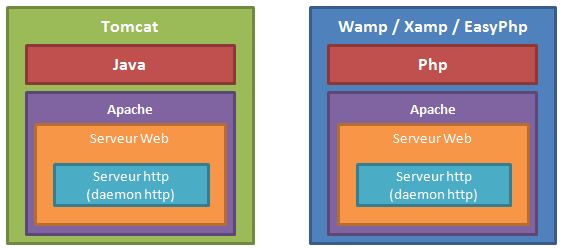 Tomcat
Java
Apache
Serveur Web
Serveur http
(daemon http)
Wamp / Xamp / EasyPhp
Php
Apache
Serveur Web
Serveur http
(daemon http)